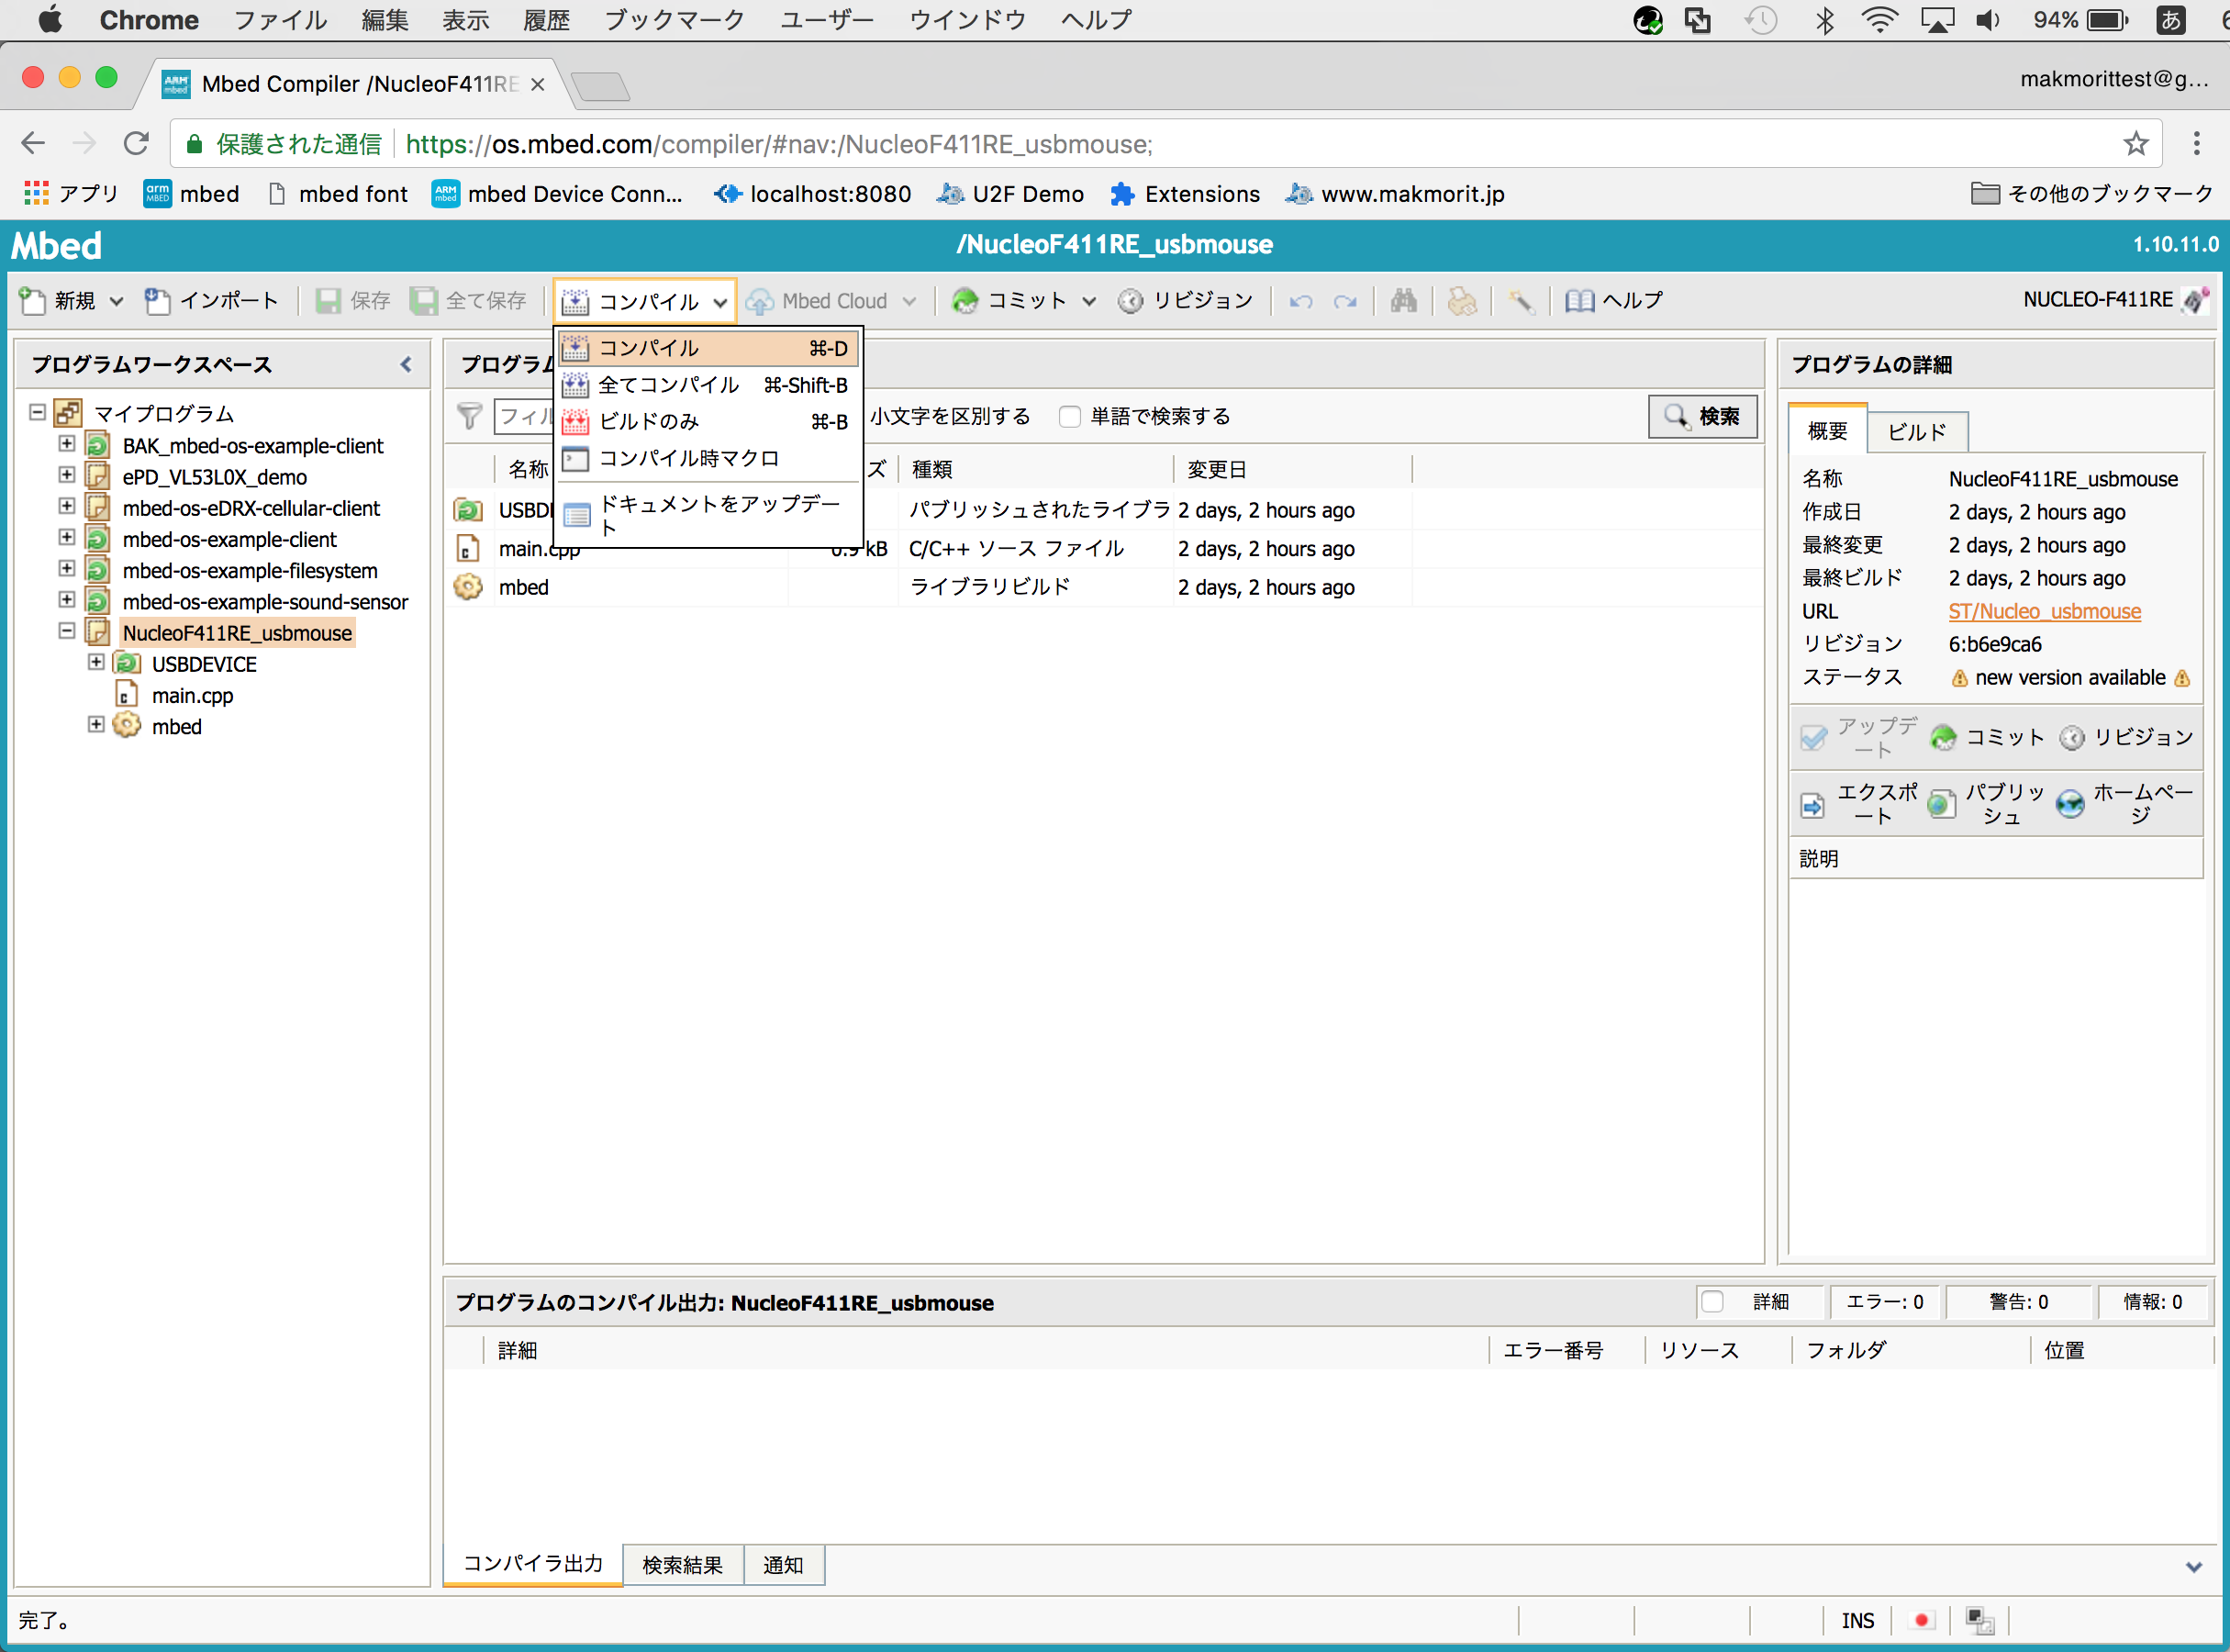 Chrome ファイル 編集 表示 履歴 ブックマーク ユーザー ウインドウ ヘルプ 94% あ
Mbed Compiler /NucleoF411RE
makmorittest@g...
保護された通信 https://os.mbed.com/compiler/#nav:/NucleoF411RE_usbmouse;
アプリ mbed mbed font mbed Device Conn... localhost:8080 U2F Demo Extensions www.makmorit.jp その他のブックマーク
Mbed /NucleoF411RE_usbmouse 1.10.11.0
新規 インポート 保存 全て保存 コンパイル Mbed Cloud コミット リビジョン ヘルプ NUCLEO-F411RE
プログラムワークスペース
マイプログラム
BAK_mbed-os-example-client
ePD_VL53L0X_demo
mbed-os-eDRX-cellular-client
mbed-os-example-client
mbed-os-example-filesystem
mbed-os-example-sound-sensor
NucleoF411RE_usbmouse
USBDEVICE
main.cpp
mbed
コンパイル ⌘-D
全てコンパイル ⌘-Shift-B
ビルドのみ ⌘-B
コンパイル時マクロ
ドキュメントをアップデー
ト
プログラム
フィル 小文字を区別する 単語で検索する 検索
名称 ズ 種類 変更日
USBD パブリッシュされたライブラ 2 days, 2 hours ago
main.cpp 0.9 kB C/C++ ソース ファイル 2 days, 2 hours ago
mbed ライブラリビルド 2 days, 2 hours ago
プログラムの詳細
概要 ビルド
名称 NucleoF411RE_usbmouse
作成日 2 days, 2 hours ago
最終変更 2 days, 2 hours ago
最終ビルド 2 days, 2 hours ago
URL ST/Nucleo_usbmouse
リビジョン 6:b6e9ca6
ステータス new version available
アップデート コミット リビジョン
エクスポート パブリッシュ ホームページ
説明
プログラムのコンパイル出力: NucleoF411RE_usbmouse 詳細 エラー: 0 警告: 0 情報: 0
詳細 エラー番号 リソース フォルダ 位置
コンパイラ出力 検索結果 通知
完了。 INS